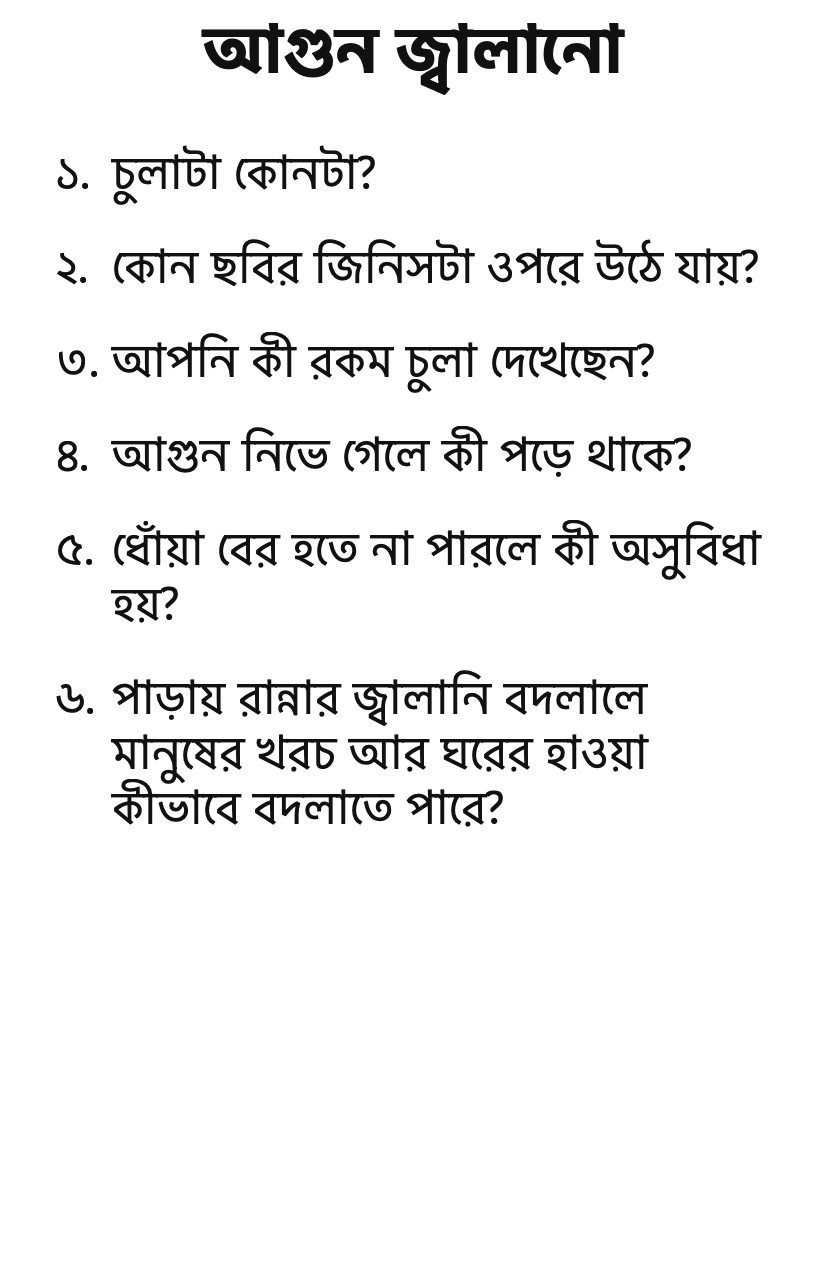 আগুন জ্বালানো
১. চুলাটা কোনটা?
২. কোন ছবির জিনিসটা ওপরে উঠে যায়?
৩. আপনি কী রকম চুলা দেখেছেন?
৪. আগুন নিভে গেলে কী পড়ে থাকে?
৫. ধোঁয়া বের হতে না পারলে কী অসুবিধা
হয়?
৬. পাড়ায় রান্নার জ্বালানি বদলালে
মানুষের খরচ আর ঘরের হাওয়া
কীভাবে বদলাতে পারে?